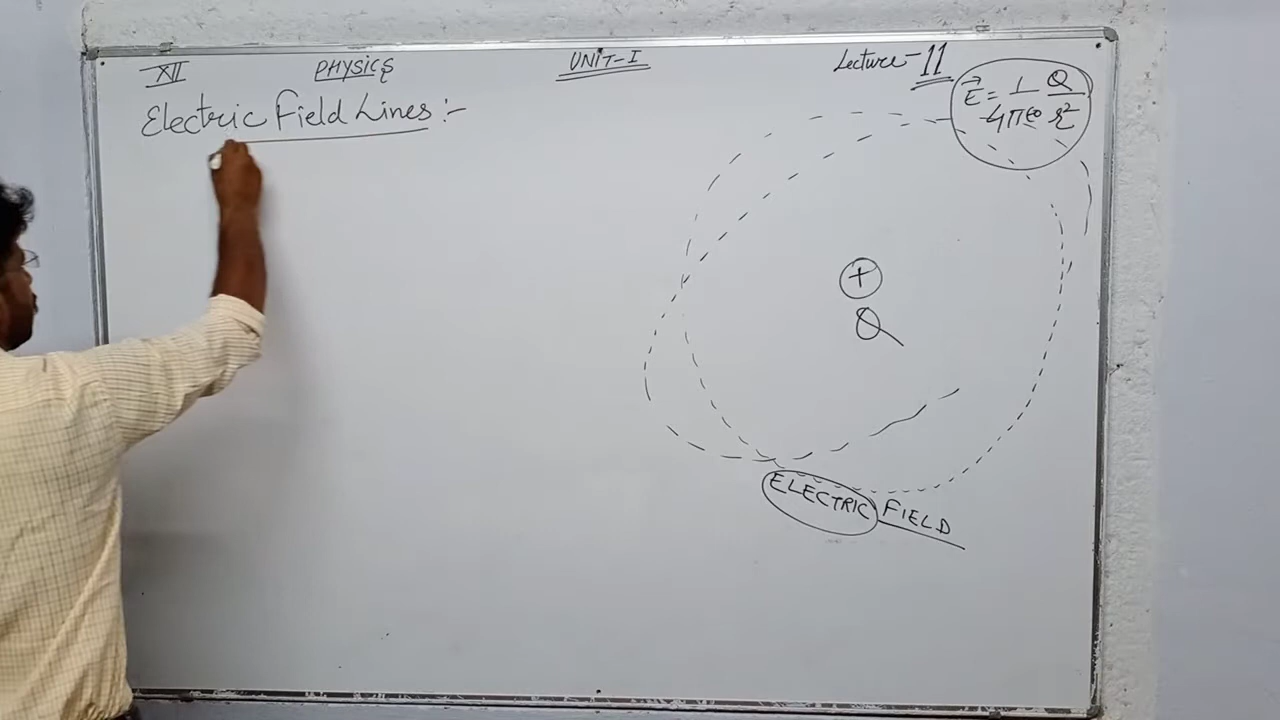 XII PHYSICS UNIT-I Lecture-11
Electric Field Lines :-
E⃗ = 1/4πϵ0 Q/r²
+
Q
ELECTRIC FIELD